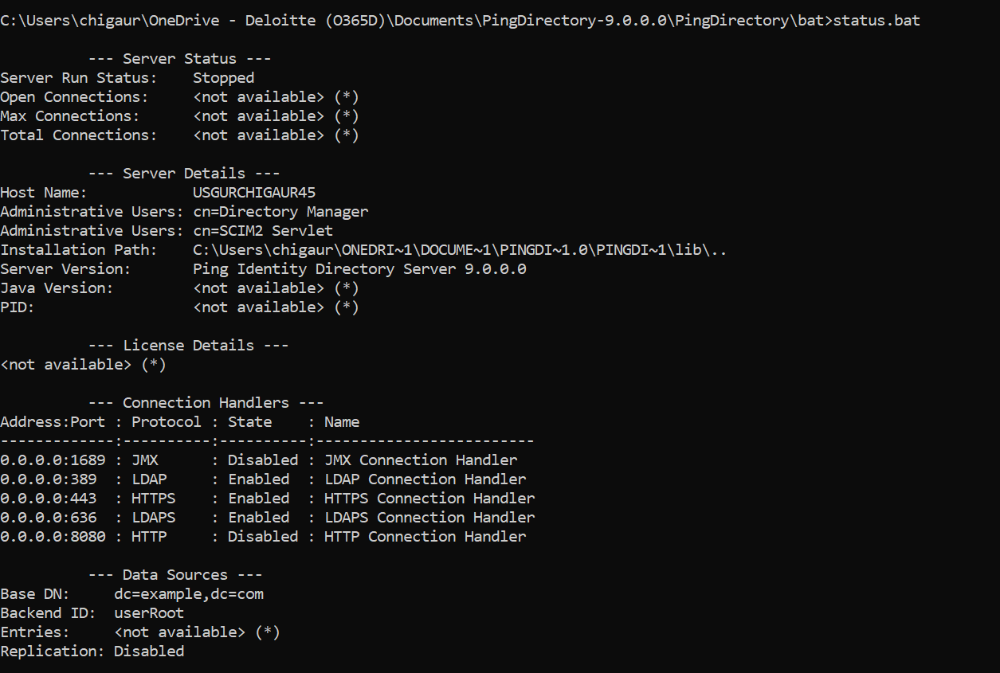 C:\Users\chigaur\OneDrive - Deloitte (O365D)\Documents\PingDirectory-9.0.0.0\PingDirectory\bat>status.bat
--- Server Status ---
Server Run Status: Stopped
Open Connections: <not available> (*)
Max Connections: <not available> (*)
Total Connections: <not available> (*)
--- Server Details ---
Host Name: USGURCHIGAUR45
Administrative Users: cn=Directory Manager
Administrative Users: cn=SCIM2 Servlet
Installation Path: C:\Users\chigaur\ONEDRI~1\DOCUME~1\PINGDI~1.0\PINGDI~1\lib\..
Server Version: Ping Identity Directory Server 9.0.0.0
Java Version: <not available> (*)
PID: <not available> (*)
--- License Details ---
<not available> (*)
--- Connection Handlers ---
Address:Port : Protocol : State    : Name
-------------:----------:----------:-------------------------
0.0.0.0:1689 : JMX      : Disabled : JMX Connection Handler
0.0.0.0:389  : LDAP     : Enabled  : LDAP Connection Handler
0.0.0.0:443  : HTTPS    : Enabled  : HTTPS Connection Handler
0.0.0.0:636  : LDAPS    : Enabled  : LDAPS Connection Handler
0.0.0.0:8080 : HTTP     : Disabled : HTTP Connection Handler
--- Data Sources ---
Base DN: dc=example,dc=com
Backend ID: userRoot
Entries: <not available> (*)
Replication: Disabled